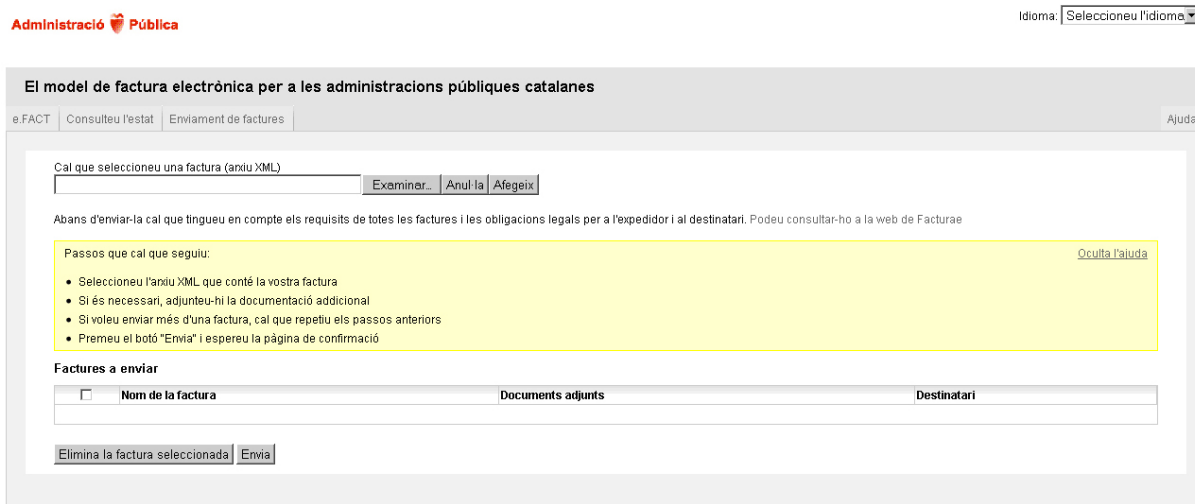 Idioma: Seleccioneu l'idioma
Administració Pública
El model de factura electrònica per a les administracions públiques catalanes
e.FACT Consulteu l'estat Enviament de factures Ajuda
Cal que seleccioneu una factura (arxiu XML)
Examinar... Anul·la Afegeix
Abans d'enviar-la cal que tingueu en compte els requisits de totes les factures i les obligacions legals per a l'expedidor i al destinatari. Podeu consultar-ho a la web de Facturae
Passos que cal que seguiu: Oculta l'ajuda
• Seleccioneu l'arxiu XML que conté la vostra factura
• Si és necessari, adjunteu-hi la documentació addicional
• Si voleu enviar més d'una factura, cal que repetiu els passos anteriors
• Premeu el botó "Envia" i espereu la pàgina de confirmació
Factures a enviar
Nom de la factura Documents adjunts Destinatari
Elimina la factura seleccionada Envia